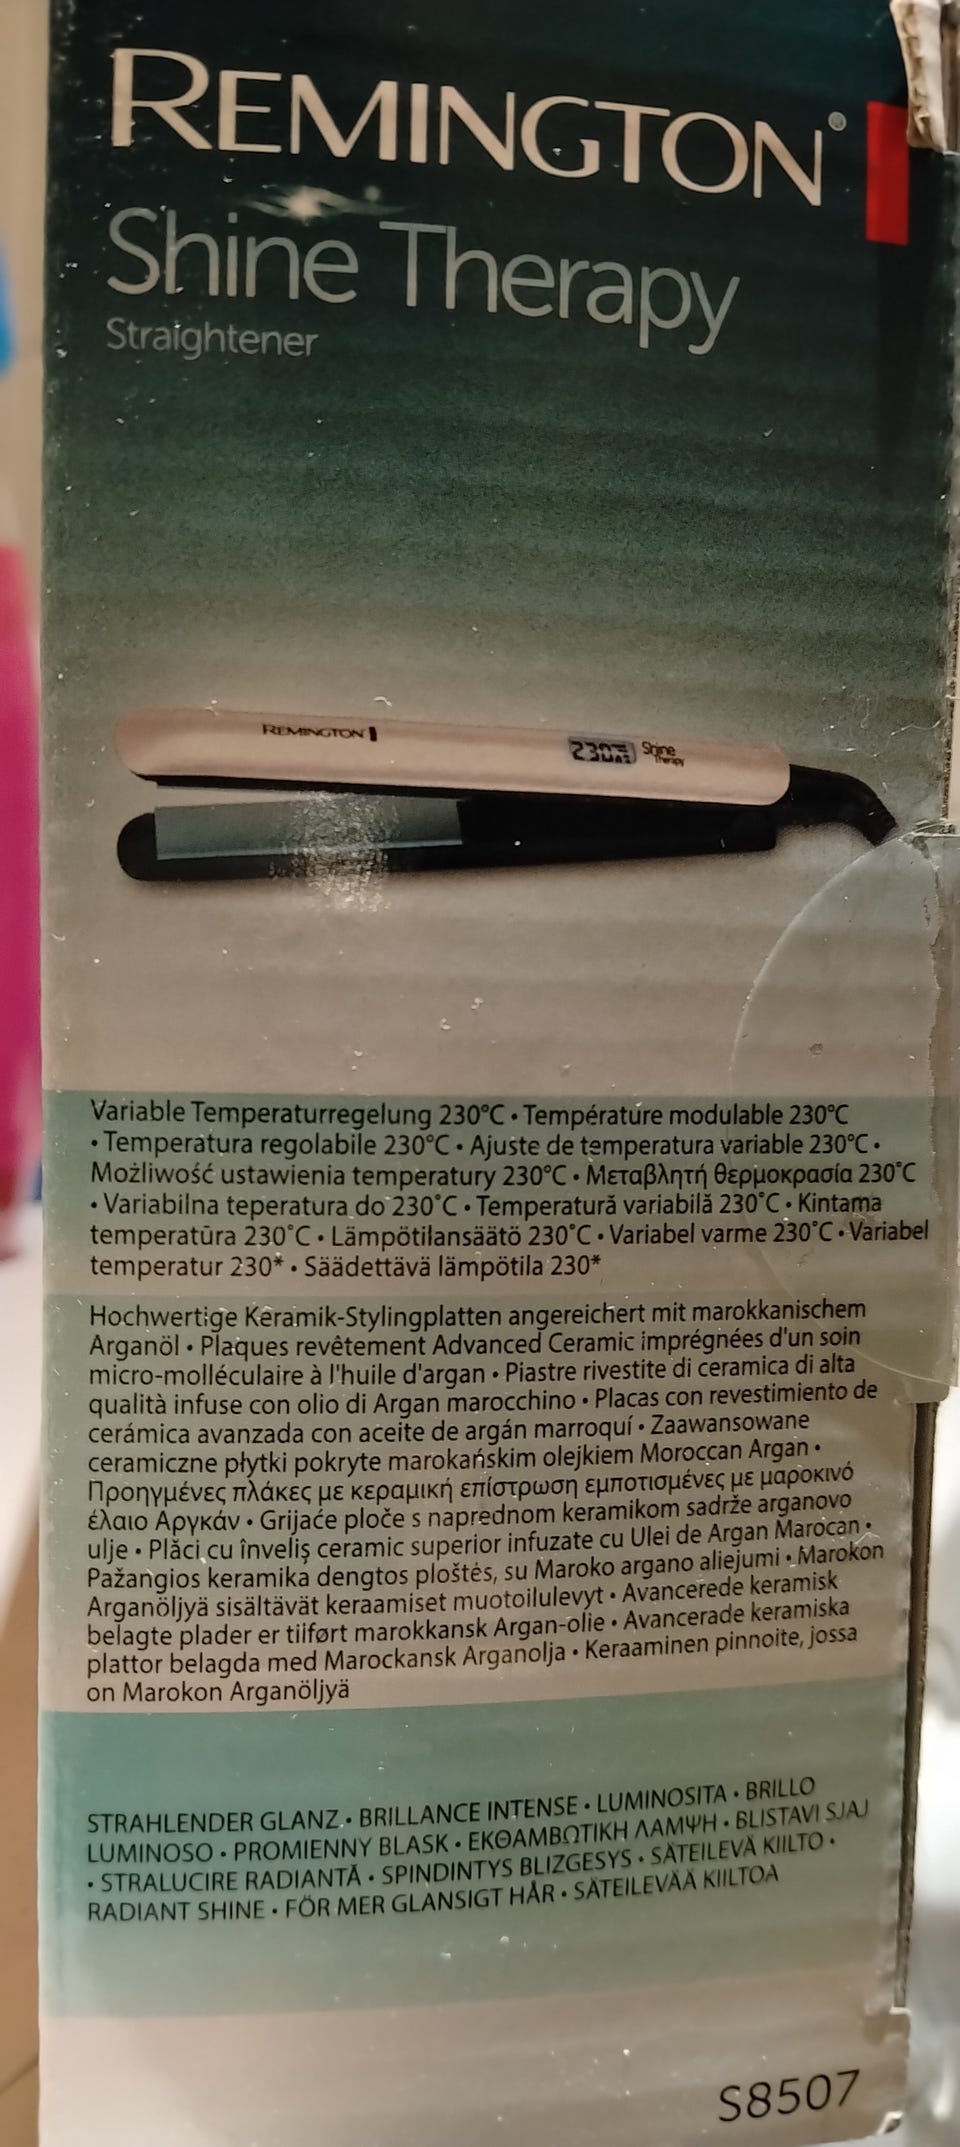 REMINGTON®
Shine Therapy
Straightener
REMINGTON
230
Shine
Therapy
Variable Temperaturregelung 230°C • Température modulable 230°C
• Temperatura regolabile 230°C • Ajuste de temperatura variable 230°C •
Możliwość ustawienia temperatury 230°C • Μεταβλητή θερμοκρασία 230°C
• Variabilna teperatura do 230°C • Temperatură variabilă 230°C • Kintama
temperatūra 230°C • Lämpötilansäätö 230°C • Variabel varme 230°C • Variabel
temperatur 230* • Säädettävä lämpötila 230*
Hochwertige Keramik-Stylingplatten angereichert mit marokkanischem
Arganöl • Plaques revêtement Advanced Ceramic imprégnées d'un soin
micro-molléculaire à l'huile d'argan • Piastre rivestite di ceramica di alta
qualità infuse con olio di Argan marocchino • Placas con revestimiento de
cerámica avanzada con aceite de argán marroquí • Zaawansowane
ceramiczne płytki pokryte marokańskim olejkiem Moroccan Argan •
Προηγμένες πλάκες με κεραμική επίστρωση εμποτισμένες με μαροκινό
έλαιο Αργκάν • Grijaće ploče s naprednom keramikom sadrže arganovo
ulje • Plăci cu înveliș ceramic superior infuzate cu Ulei de Argan Marocan •
Pažangios keramika dengtos ploštės, su Maroko argano aliejumi • Marokon
Arganöljyä sisältävät keraamiset muotoilulevyt • Avancerede keramisk
belagte plader er tilført marokkansk Argan-olie • Avancerade keramiska
plattor belagda med Marockansk Arganolja • Keraaminen pinnoite, jossa
on Marokon Arganöljyä
STRAHLENDER GLANZ • BRILLANCE INTENSE • LUMINOSITA • BRILLO
LUMINOSO • PROMIENNY BLASK • ΕΚΘΑΜΒΩΤΙΚΗ ΛΑΜΨΗ • BLISTAVI SJAJ
• STRALUCIRE RADIANTĂ • SPINDINTYS BLIZGESYS • SÄTEILEVÄ KIILTO •
RADIANT SHINE • FÖR MER GLANSIGT HÅR • SÄTEILEVÄÄ KIILTOA
S8507